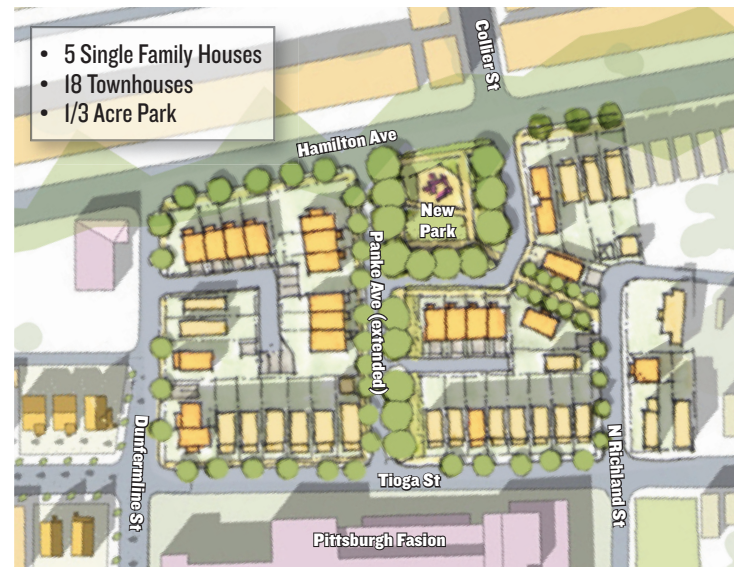 • 5 Single Family Houses
• 18 Townhouses
• 1/3 Acre Park
Collier St
Hamilton Ave
New
Park
Panke Ave (extended)
Dunfermline St
N Richland St
Tioga St
Pittsburgh Fasion